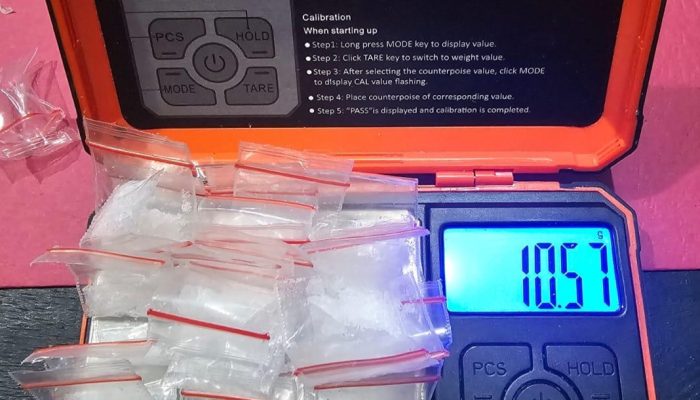 Calibration
When starting up
● Step1: Long press MODE key to display value.
● Step 2: Click TARE key to switch to weight value.
● Step 3: After selecting the counterpoise value, click MODE
to display CAL value flashing.
● Step 4: Place counterpoise of corresponding value.
● Step 5: "PASS"is displayed and calibration is completed.
PCS
HOLD
MODE
TARE
g
10.57
PCS
HOLD